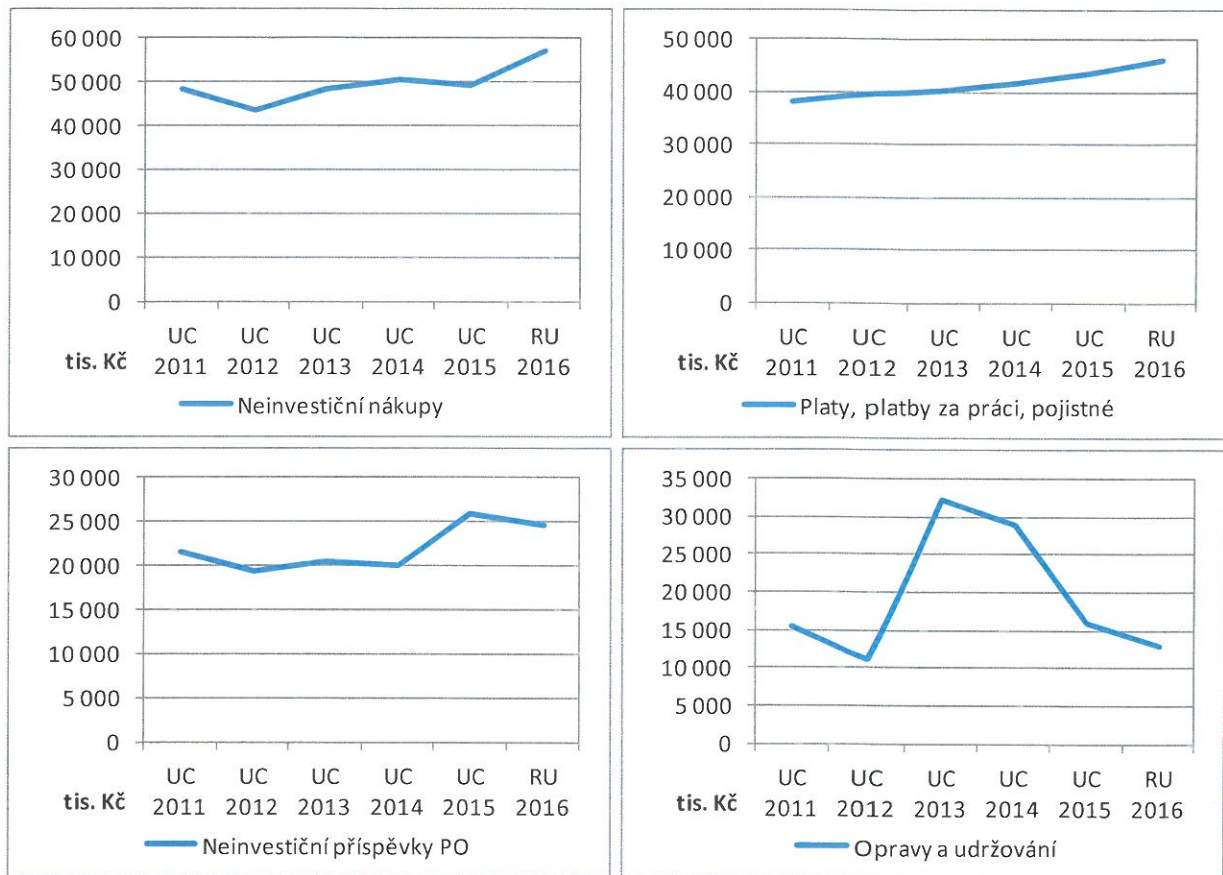 60 000
50 000
40 000
30 000
20 000
10 000
0
UC UC UC UC UC RU
tis. Kč 2011 2012 2013 2014 2015 2016
Neinvestiční nákupy
50 000
40 000
30 000
20 000
10 000
0
UC UC UC UC UC RU
tis. Kč 2011 2012 2013 2014 2015 2016
Platy, platby za práci, pojistné
30 000
25 000
20 000
15 000
10 000
5 000
0
UC UC UC UC UC RU
tis. Kč 2011 2012 2013 2014 2015 2016
Neinvestiční příspěvky PO
35 000
30 000
25 000
20 000
15 000
10 000
5 000
0
UC UC UC UC UC RU
tis. Kč 2011 2012 2013 2014 2015 2016
Opravy a udržování